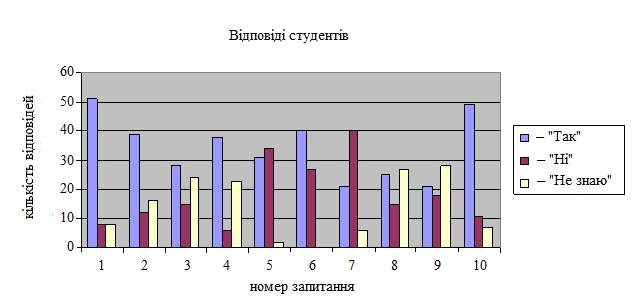 Відповіді студентів
кількість відповідей
60
50
40
30
20
10
0
1 2 3 4 5 6 7 8 9 10
номер запитання
– "Так"
– "Ні"
– "Не знаю"